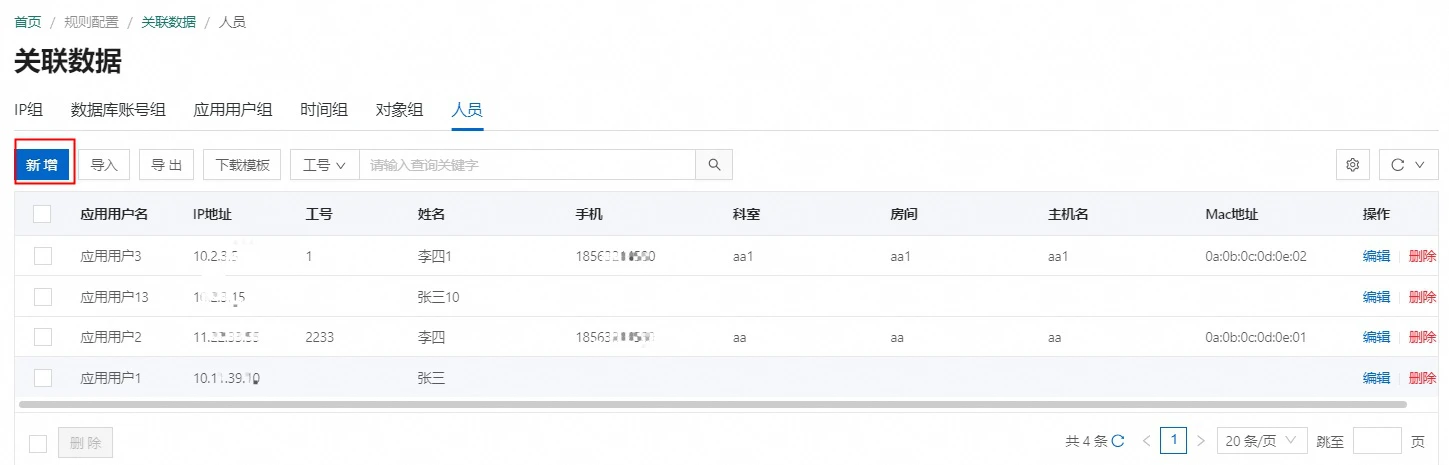 首页 / 规则配置 / 关联数据 / 人员
关联数据
IP组 数据库账号组 应用用户组 时间组 对象组 人员
新 增 导入 导 出 下载模板 工号 请输入查询关键字
应用用户名 IP地址 工号 姓名 手机 科室 房间 主机名 Mac地址 操作
应用用户3 1 李四1 aa1 aa1 aa1 0a:0b:0c:0d:0e:02 编辑 删除
应用用户13 张三10 编辑 删除
应用用户2 2233 李四 aa aa aa 0a:0b:0c:0d:0e:01 编辑 删除
应用用户1 张三 编辑 删除
删 除 共 4 条 1 20 条/页 跳至 页